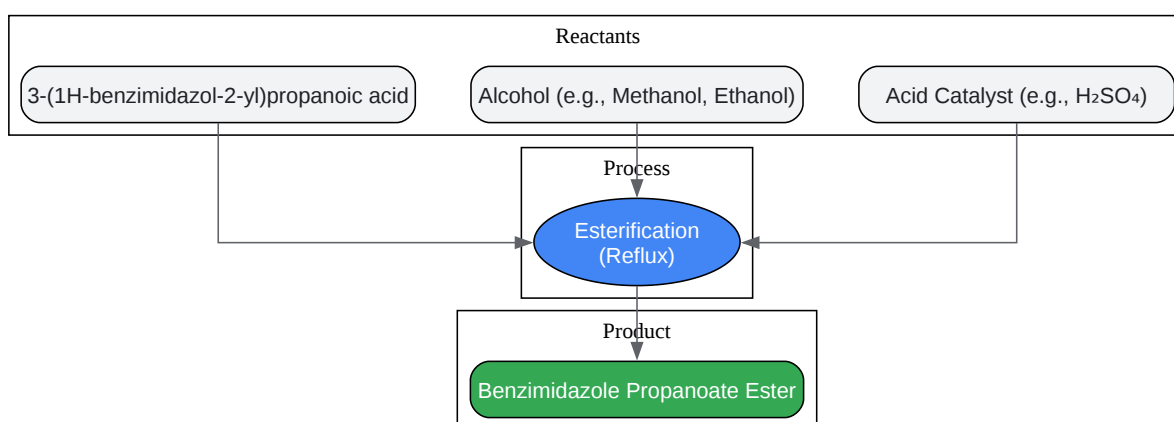 Reactants
3-(1H-benzimidazol-2-yl)propanoic acid
Alcohol (e.g., Methanol, Ethanol)
Acid Catalyst (e.g., H₂SO₄)
Process
Esterification
(Reflux)
Product
Benzimidazole Propanoate Ester